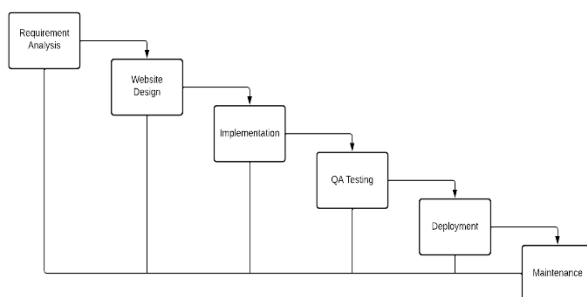 Requirement
Analysis
Website
Design
Implementation
QA Testing
Deployment
Maintenance